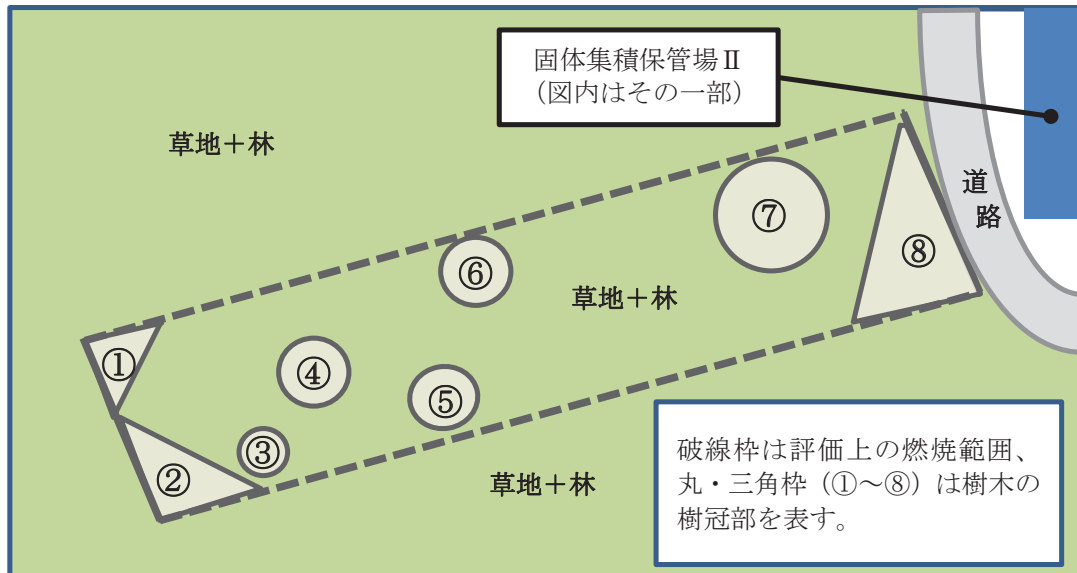 固体集積保管場Ⅱ
（図内はその一部）
草地＋林
道
路
⑦
⑧
⑥
草地＋林
①
④
⑤
③
②
草地＋林
破線枠は評価上の燃焼範囲、
丸・三角枠（①～⑧）は樹木の
樹冠部を表す。